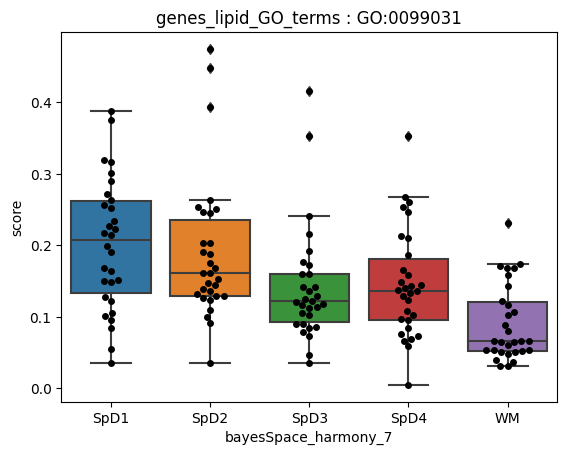 genes_lipid_GO_terms : GO:0099031
score
0.4
0.3
0.2
0.1
0.0
SpD1 SpD2 SpD3 SpD4 WM
bayesSpace_harmony_7